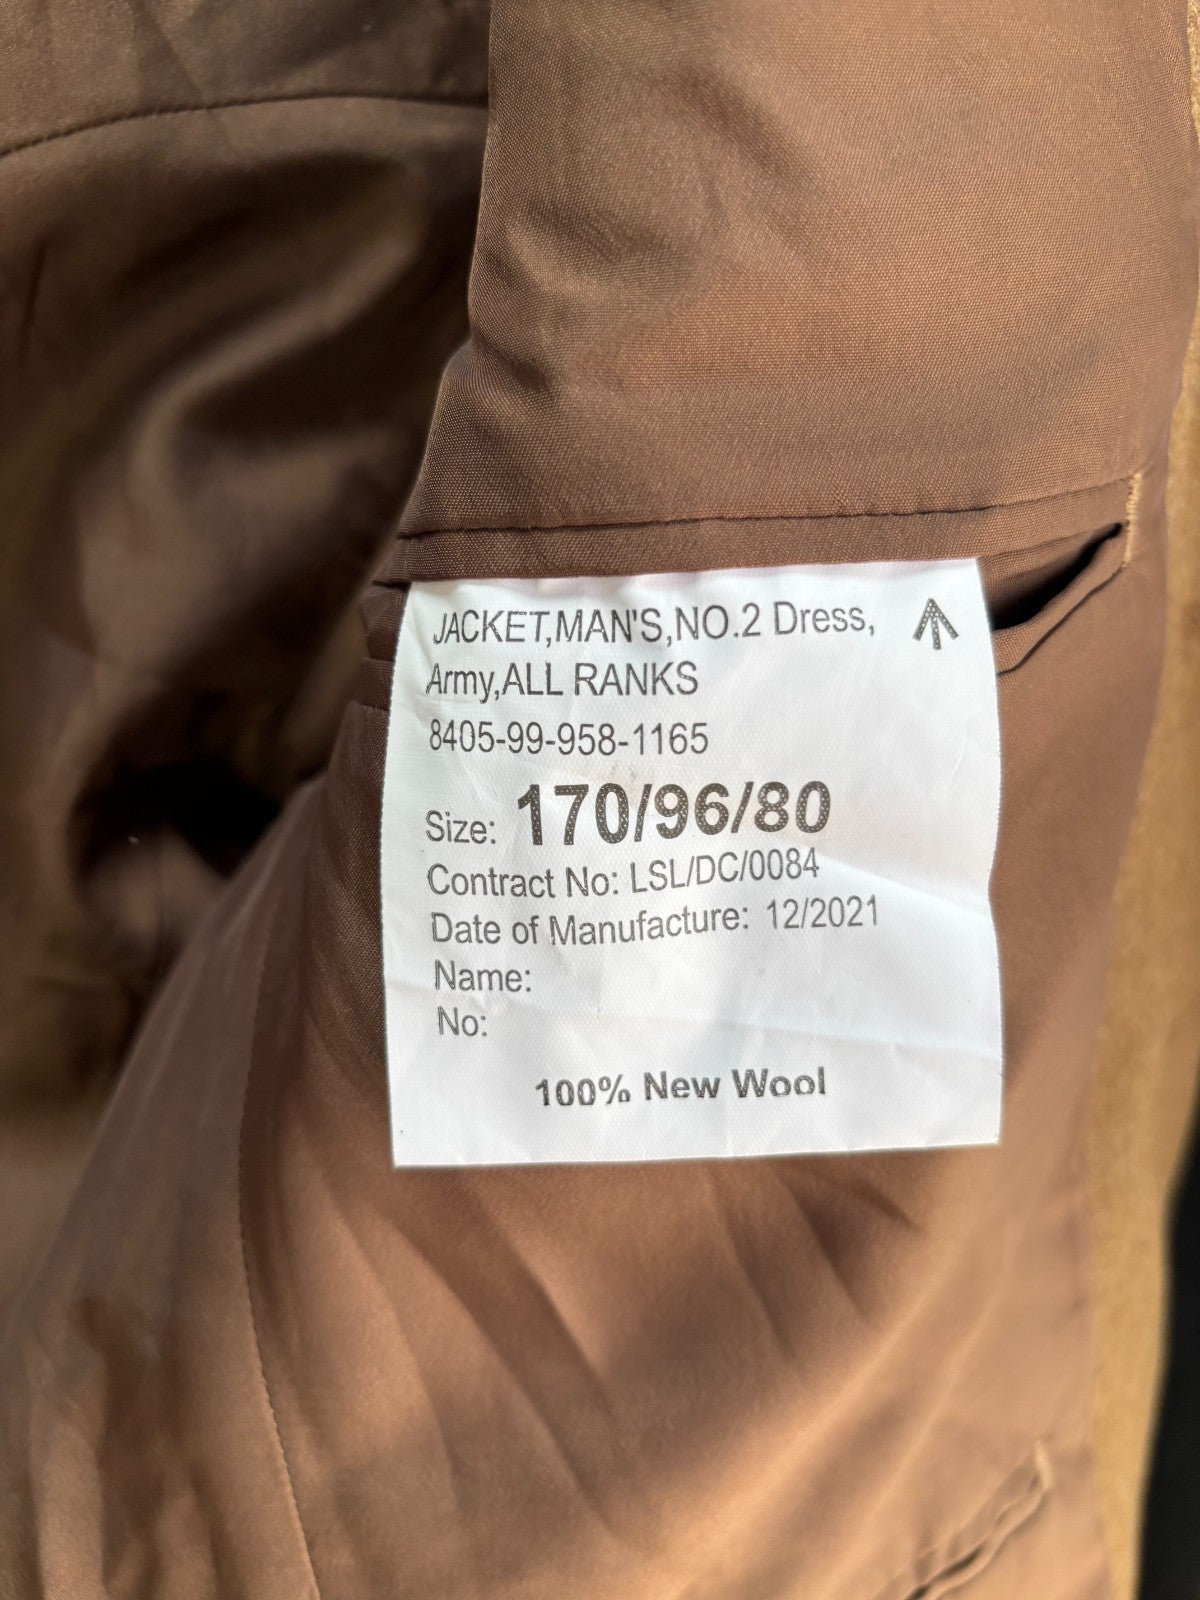 JACKET,MAN'S,NO.2 Dress,
Army,ALL RANKS
8405-99-958-1165
Size: 170/96/80
Contract No: LSL/DC/0084
Date of Manufacture: 12/2021
Name:
No:
100% New Wool